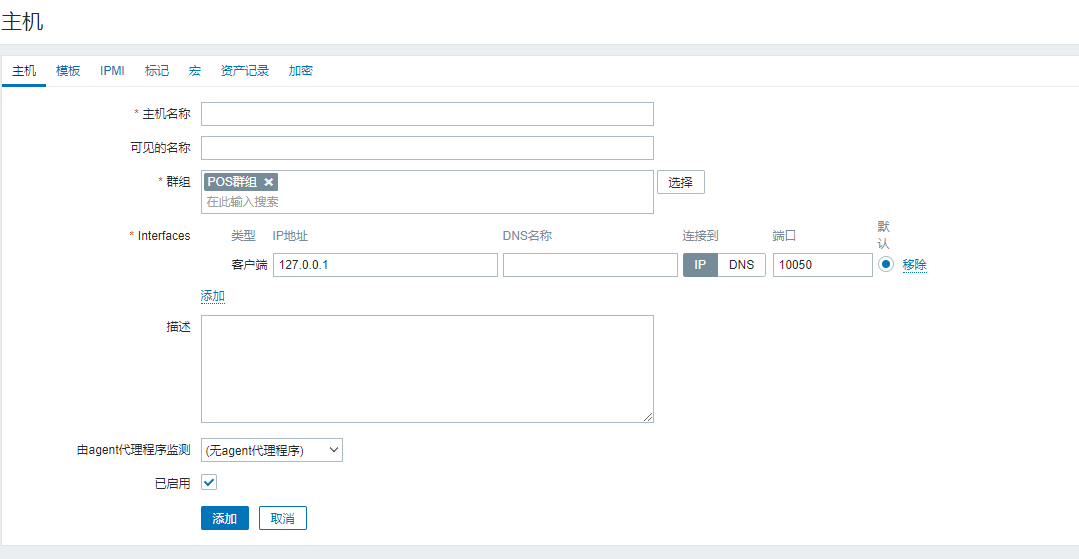 主机
主机 模板 IPMI 标记 宏 资产记录 加密
* 主机名称
可见的名称
* 群组 POS群组 选择
在此输入搜索
* Interfaces 类型 IP地址 DNS名称 连接到 端口 默认
客户端 127.0.0.1 IP DNS 10050 移除
添加
描述
由agent代理程序监测 (无agent代理程序)
已启用
添加 取消